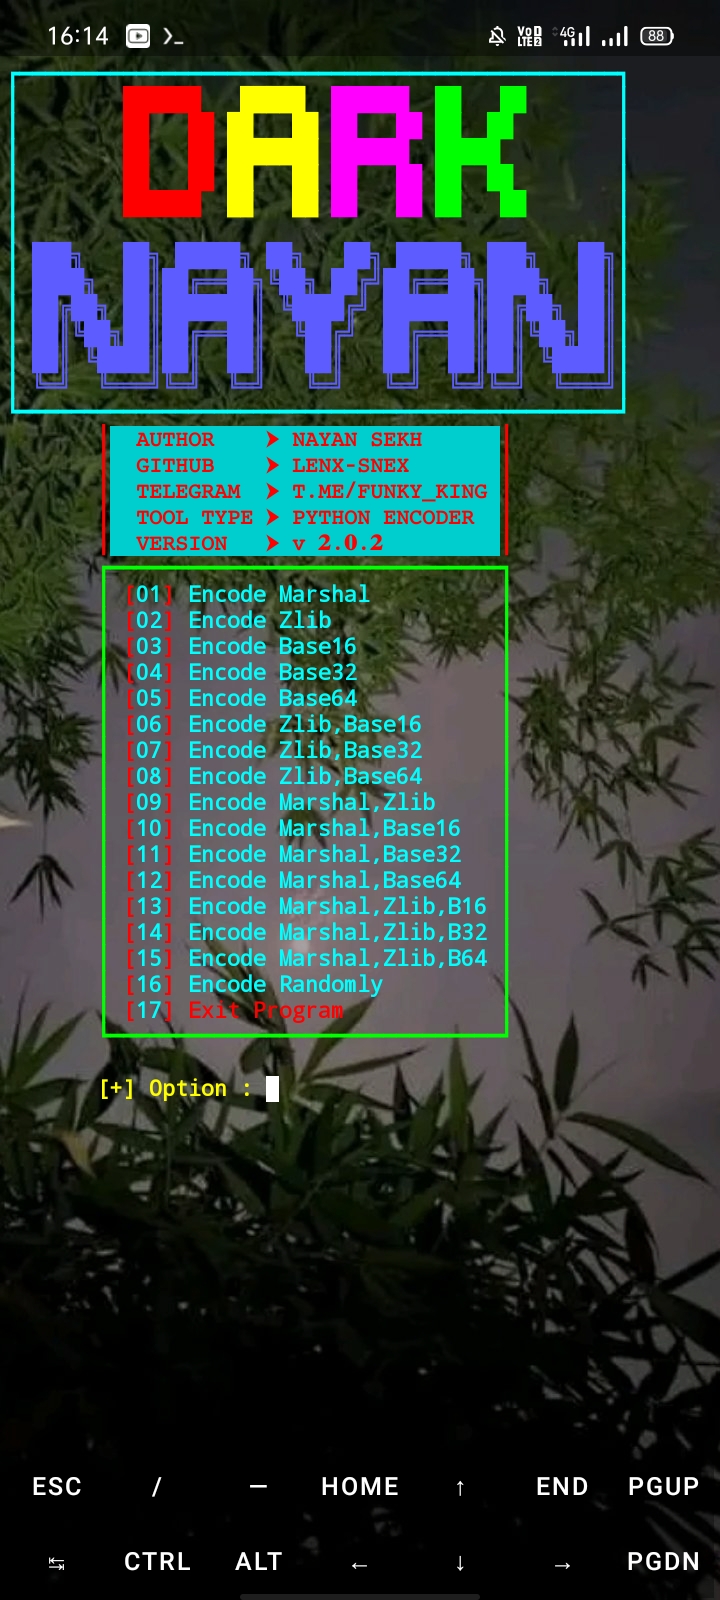 16:14
VoD LTE2 4G 88
DARK
NAYAN
AUTHOR ➤ NAYAN SEKH
GITHUB ➤ LENX-SNEX
TELEGRAM ➤ T.ME/FUNKY_KING
TOOL TYPE ➤ PYTHON ENCODER
VERSION ➤ v 2.0.2
[01] Encode Marshal
[02] Encode Zlib
[03] Encode Base16
[04] Encode Base32
[05] Encode Base64
[06] Encode Zlib,Base16
[07] Encode Zlib,Base32
[08] Encode Zlib,Base64
[09] Encode Marshal,Zlib
[10] Encode Marshal,Base16
[11] Encode Marshal,Base32
[12] Encode Marshal,Base64
[13] Encode Marshal,Zlib,B16
[14] Encode Marshal,Zlib,B32
[15] Encode Marshal,Zlib,B64
[16] Encode Randomly
[17] Exit Program
[+] Option :
ESC / — HOME ↑ END PGUP
↹ CTRL ALT ← ↓ → PGDN